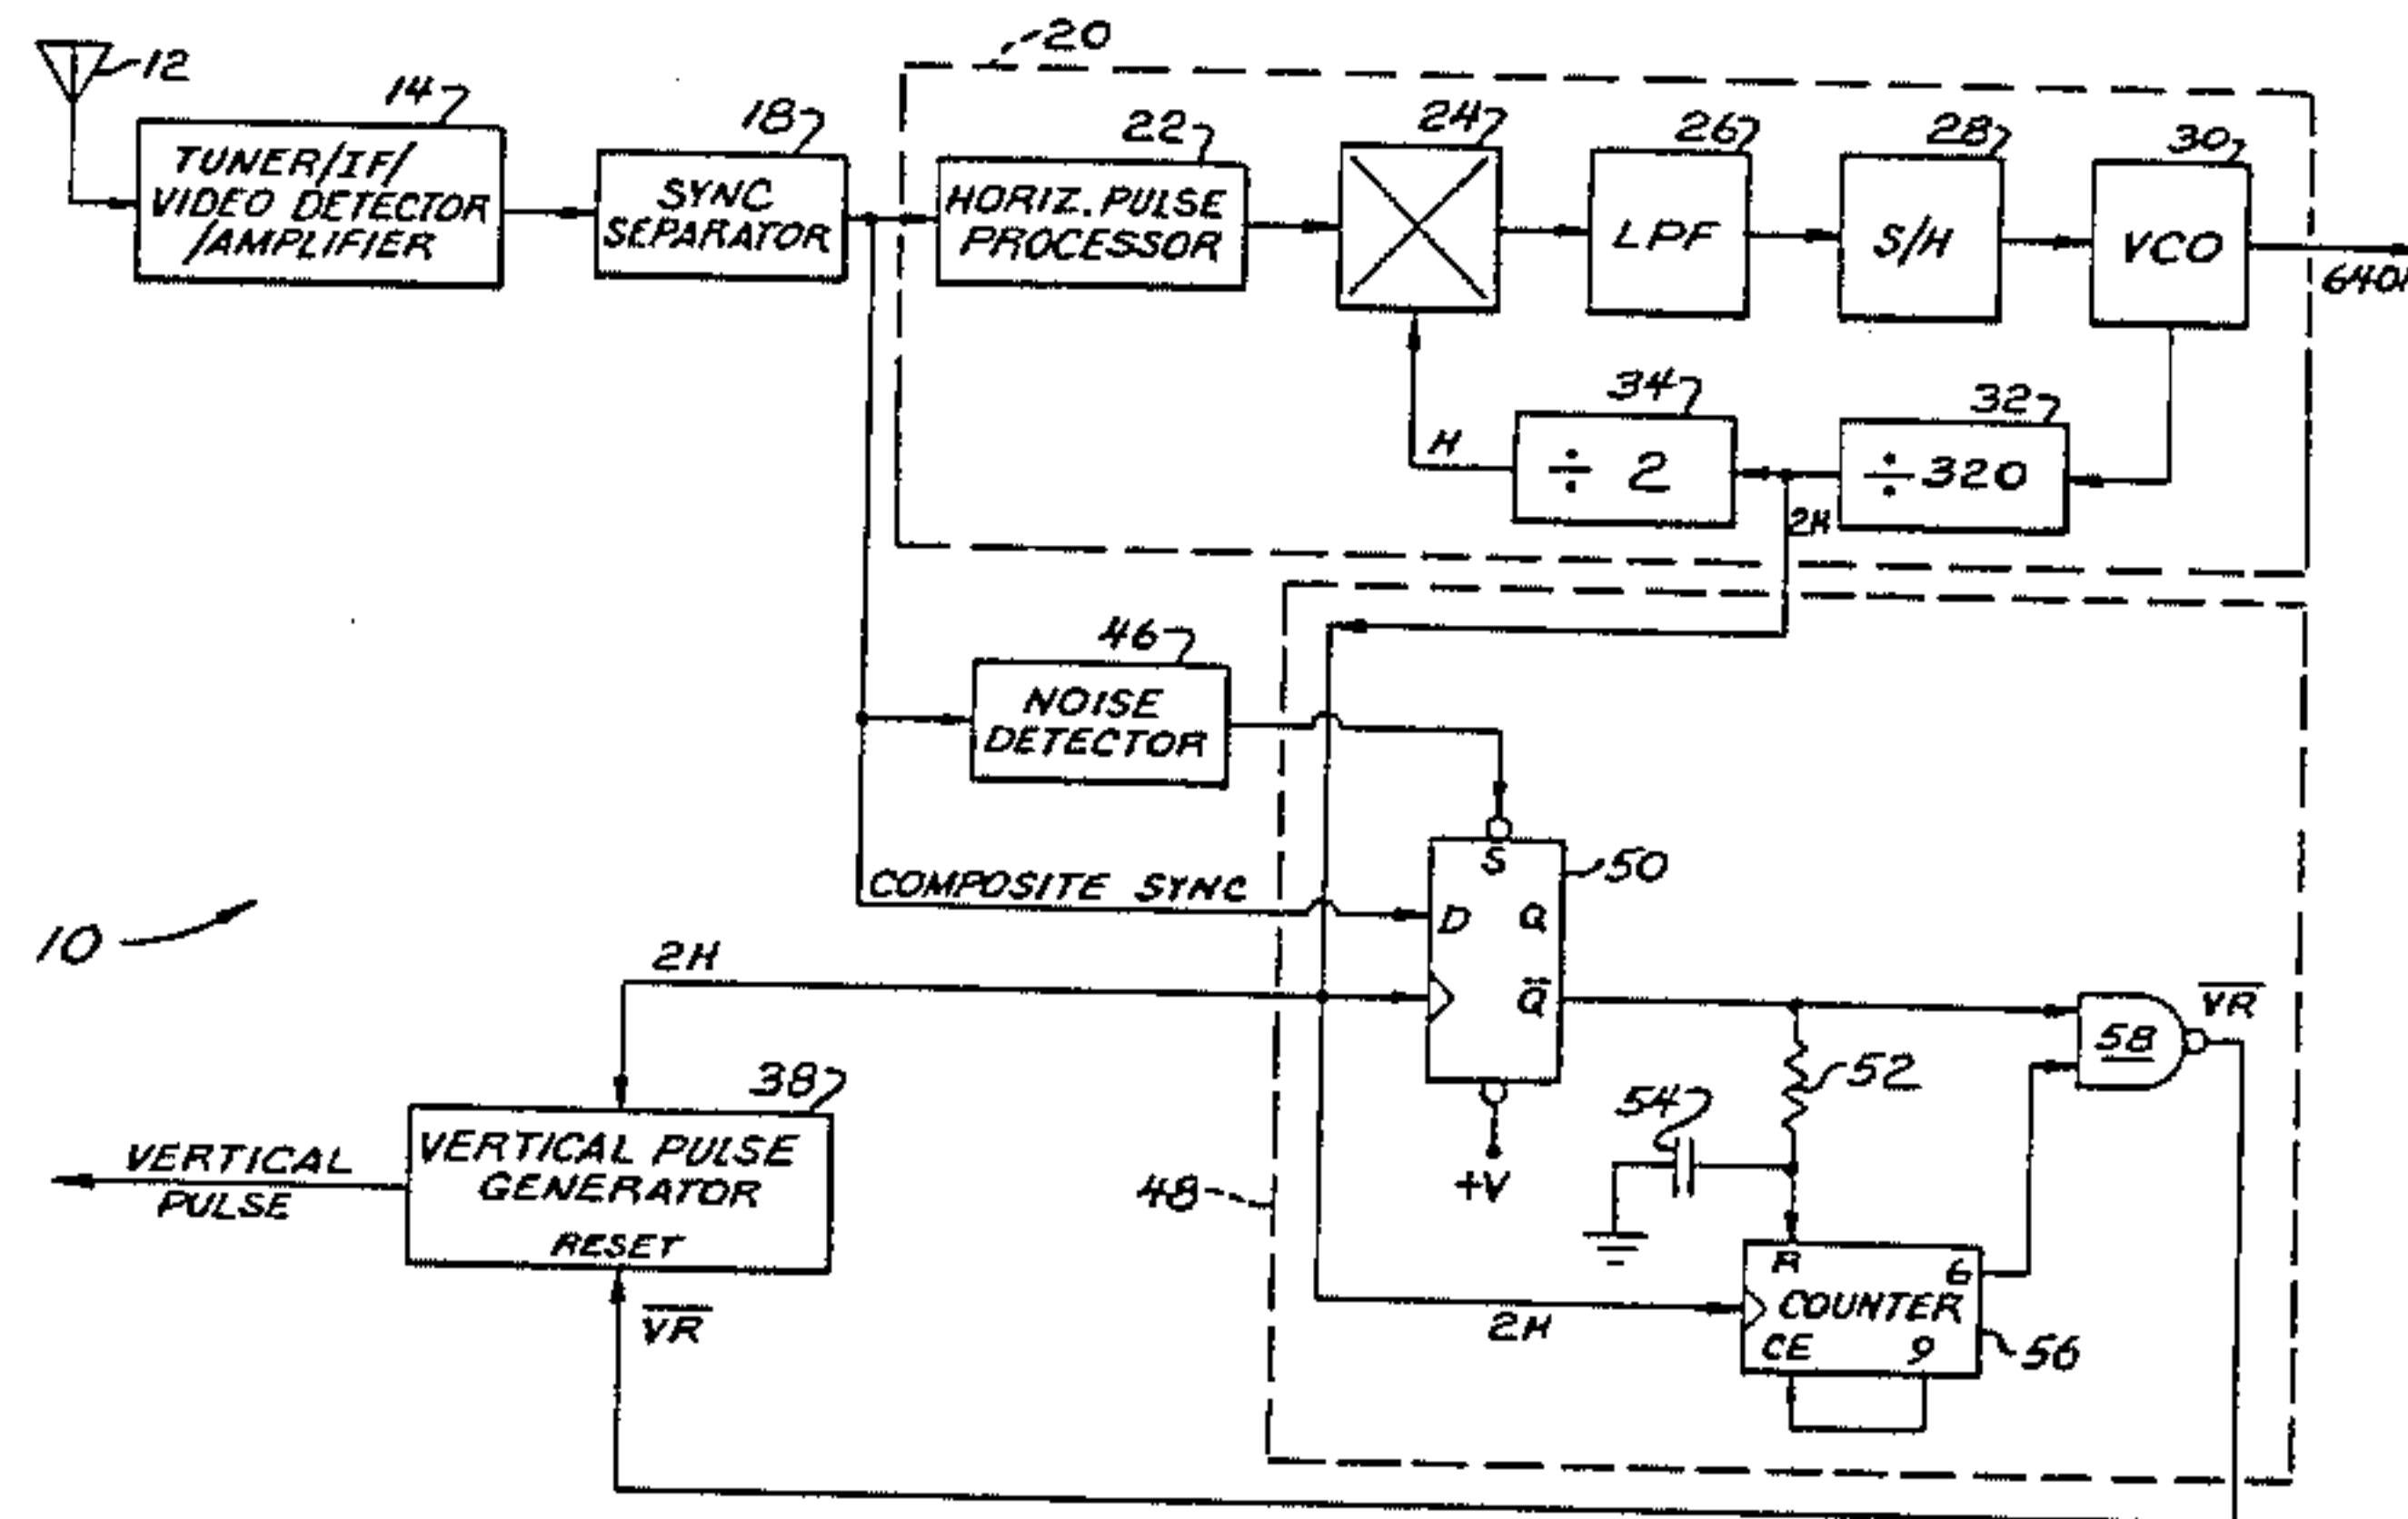 20
12
14
18
22
24
26
28
30
TUNER/IF/
VIDEO DETECTOR
/AMPLIFIER
SYNC
SEPARATOR
HORIZ. PULSE
PROCESSOR
LPF
S/H
VCO
34
32
H
÷ 2
÷ 320
2H
46
NOISE
DETECTOR
S
50
COMPOSITE SYNC
D
Q
10
2H
Q̅
V̅R̅
58
38
52
54
VERTICAL
PULSE
VERTICAL PULSE
GENERATOR
RESET
48
+V
R
6
COUNTER
CE
9
56
V̅R̅
2H